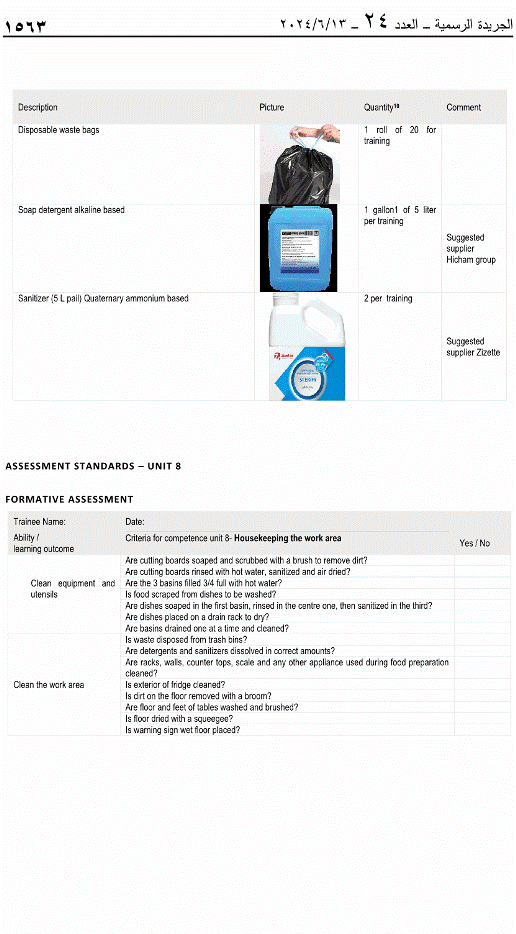 ١٥٦٣
الجريدة الرسمية ــ العدد ٢٤ ــ ٢٠٢٤/٦/١٣
Description Picture Quantity¹⁰ Comment
Disposable waste bags 1 roll of 20 for
training
Soap detergent alkaline based 1 gallon1 of 5 liter
per training
Suggested
supplier
Hicham group
Sanitizer (5 L pail) Quaternary ammonium based 2 per training
Suggested
supplier Zizette
ASSESSMENT STANDARDS – UNIT 8
FORMATIVE ASSESSMENT
Trainee Name: Date:
Ability /
learning outcome
Criteria for competence unit 8- Housekeeping the work area
Yes / No
Clean equipment and
utensils
Are cutting boards soaped and scrubbed with a brush to remove dirt?
Are cutting boards rinsed with hot water, sanitized and air dried?
Are the 3 basins filled 3/4 full with hot water?
Is food scraped from dishes to be washed?
Are dishes soaped in the first basin, rinsed in the centre one, then sanitized in the third?
Are dishes placed on a drain rack to dry?
Are basins drained one at a time and cleaned?
Is waste disposed from trash bins?
Are detergents and sanitizers dissolved in correct amounts?
Are racks, walls, counter tops, scale and any other appliance used during food preparation
cleaned?
Clean the work area
Is exterior of fridge cleaned?
Is dirt on the floor removed with a broom?
Are floor and feet of tables washed and brushed?
Is floor dried with a squeegee?
Is warning sign wet floor placed?